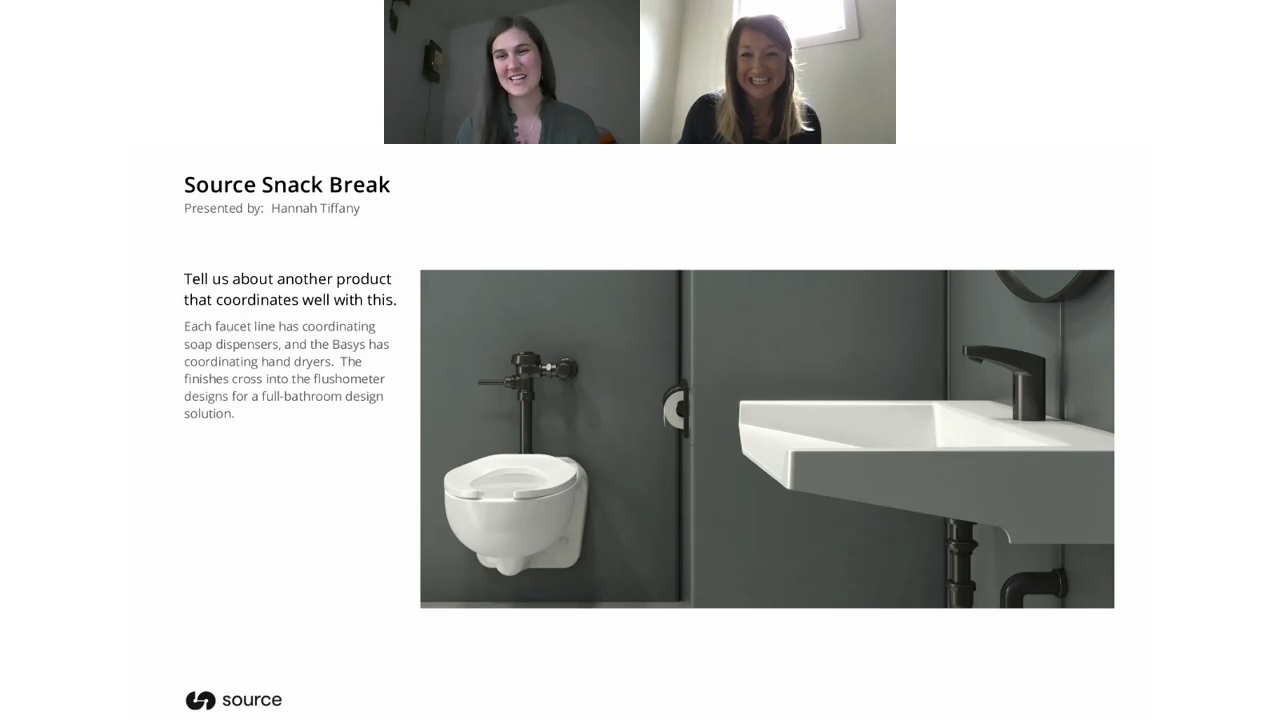 Source Snack Break
Presented by:  Hannah Tiffany
Tell us about another product
that coordinates well with this.
Each faucet line has coordinating
soap dispensers, and the Basys has
coordinating hand dryers.  The
finishes cross into the flushometer
designs for a full-bathroom design
solution.
source